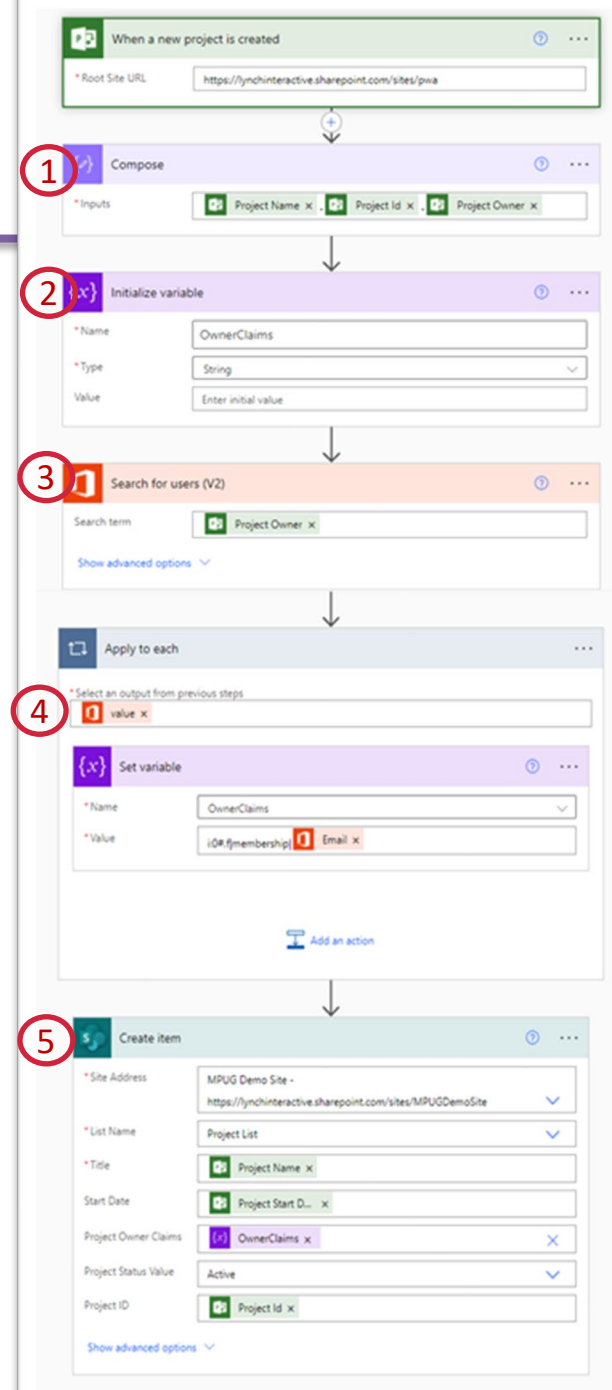 When a new project is created
* Root Site URL
https://lynchinteractive.sharepoint.com/sites/pwa
1
Compose
* Inputs
Project Name × , Project Id × , Project Owner ×
2
{x}
Initialize variable
* Name
OwnerClaims
* Type
String
Value
Enter initial value
3
Search for users (V2)
Search term
Project Owner ×
Show advanced options
Apply to each
* Select an output from previous steps
4
value ×
{x}
Set variable
* Name
OwnerClaims
* Value
i:0#.f|membership| Email ×
Add an action
5
S
Create item
* Site Address
MPUG Demo Site -
https://lynchinteractive.sharepoint.com/sites/MPUGDemoSite
* List Name
Project List
* Title
Project Name ×
Start Date
Project Start D... ×
Project Owner Claims
{x} OwnerClaims ×
Project Status Value
Active
Project ID
Project Id ×
Show advanced options